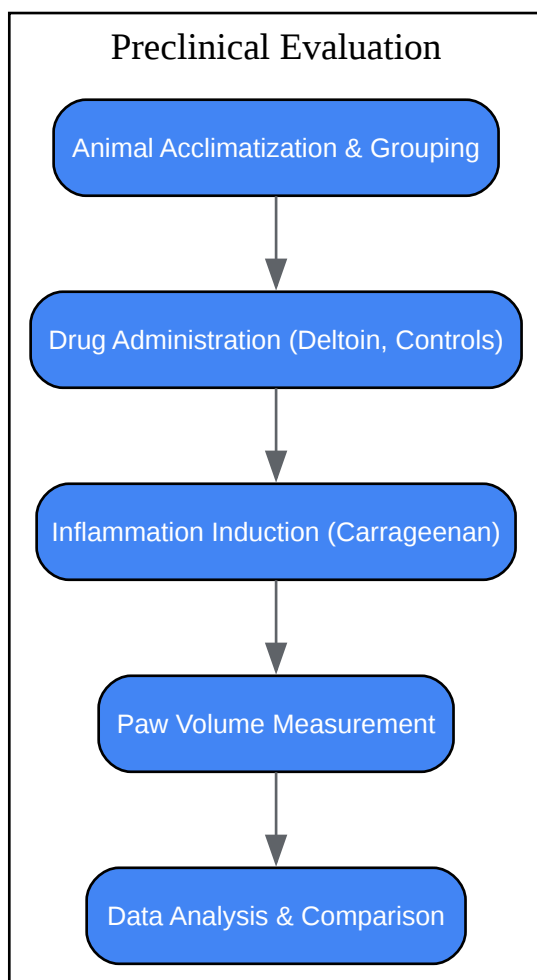 Preclinical Evaluation
Animal Acclimatization & Grouping
Drug Administration (Deltoin, Controls)
Inflammation Induction (Carrageenan)
Paw Volume Measurement
Data Analysis & Comparison